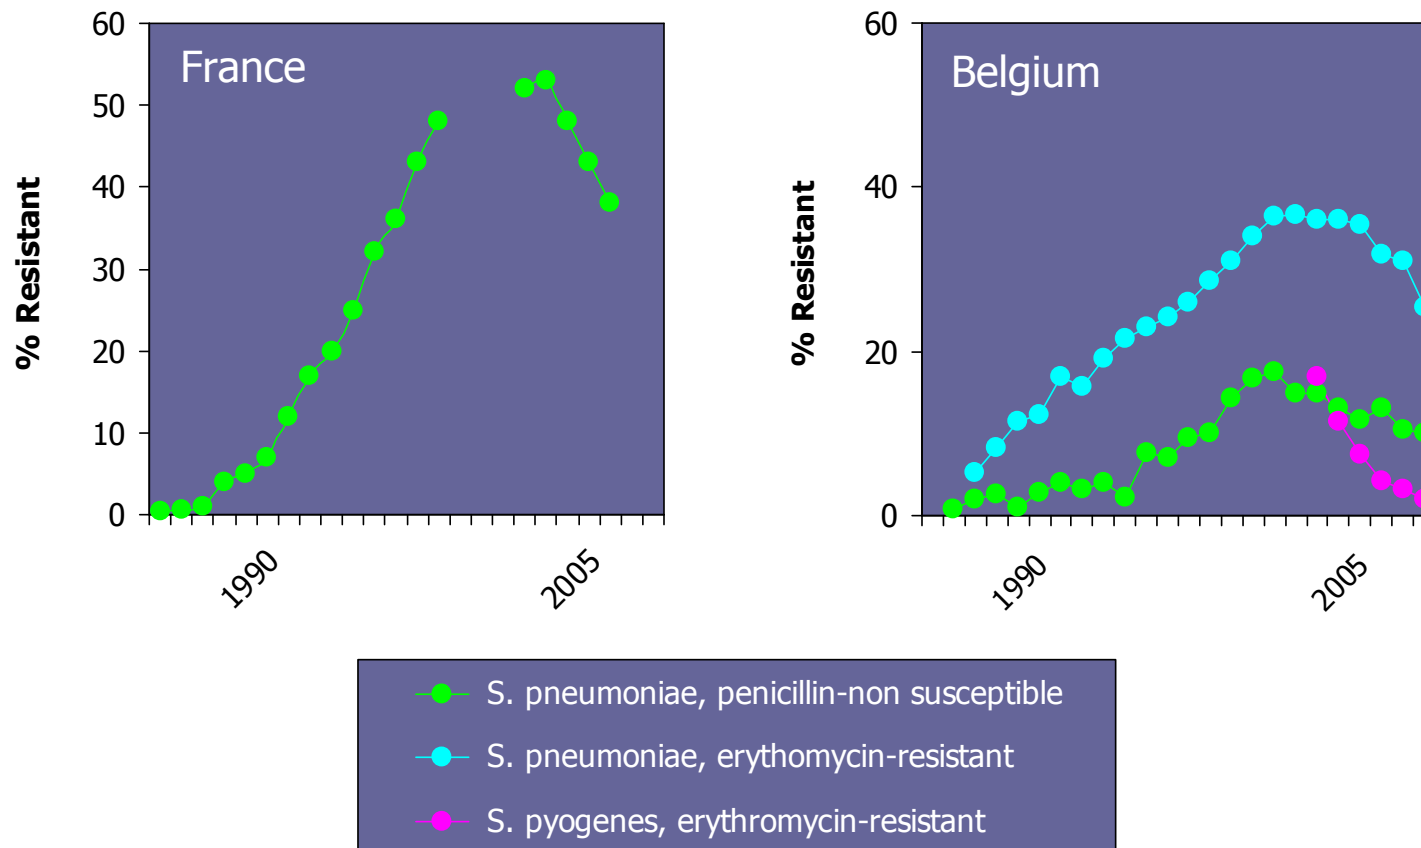 France
% Resistant
60
50
40
30
20
10
0
1990
2005
Belgium
% Resistant
60
40
20
0
1990
2005
S. pneumoniae, penicillin-non susceptible
S. pneumoniae, erythomycin-resistant
S. pyogenes, erythromycin-resistant